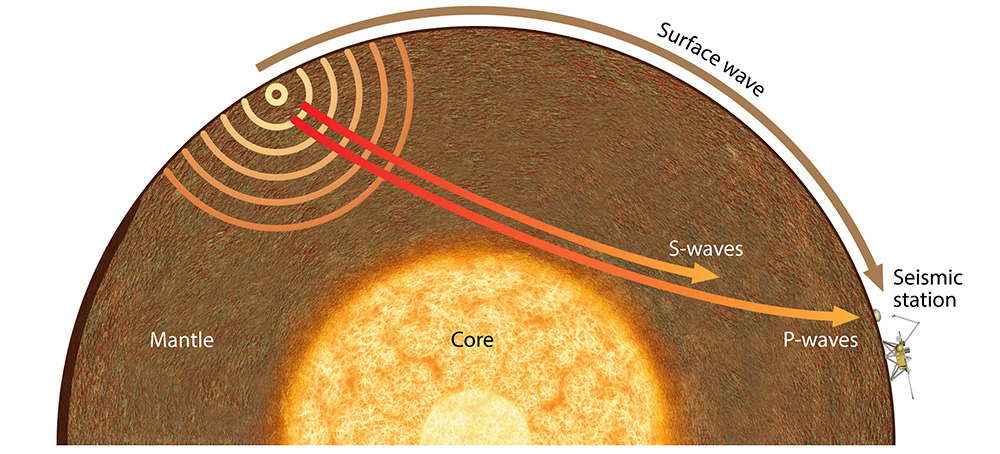 Surface wave
S-waves
Seismic
station
Mantle
Core
P-waves